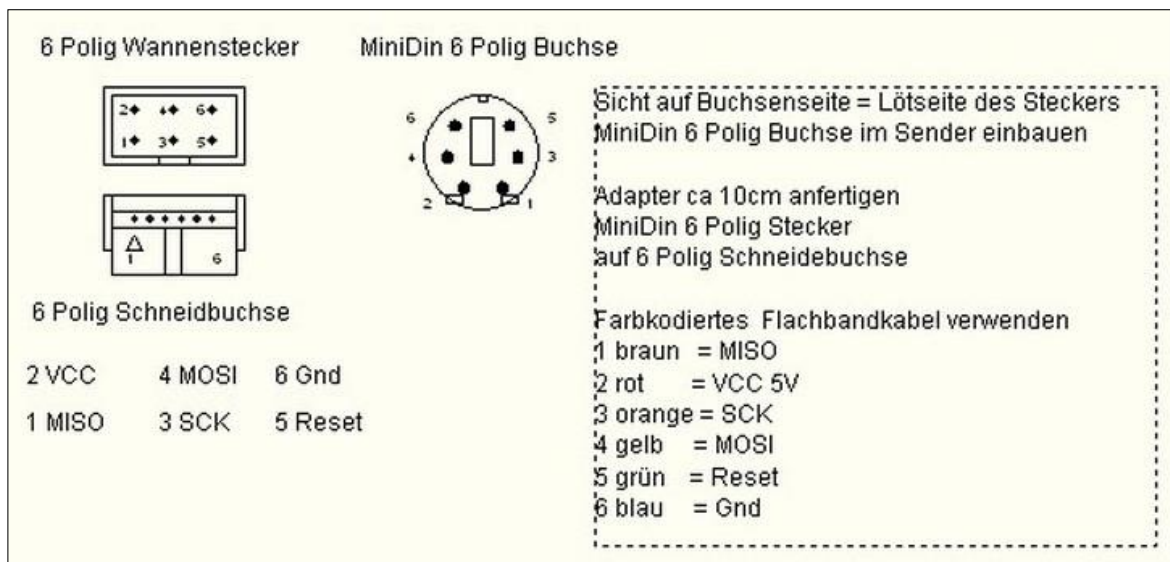 6 Polig Wannenstecker
MiniDin 6 Polig Buchse
2 4 6
1 3 5
6 5
4 3
2 1
1 6
6 Polig Schneidbuchse
2 VCC 4 MOSI 6 Gnd
1 MISO 3 SCK 5 Reset
Sicht auf Buchsenseite = Lötseite des Steckers
MiniDin 6 Polig Buchse im Sender einbauen
Adapter ca 10cm anfertigen
MiniDin 6 Polig Stecker
auf 6 Polig Schneidebuchse
Farbkodiertes Flachbandkabel verwenden
1 braun = MISO
2 rot = VCC 5V
3 orange = SCK
4 gelb = MOSI
5 grün = Reset
6 blau = Gnd